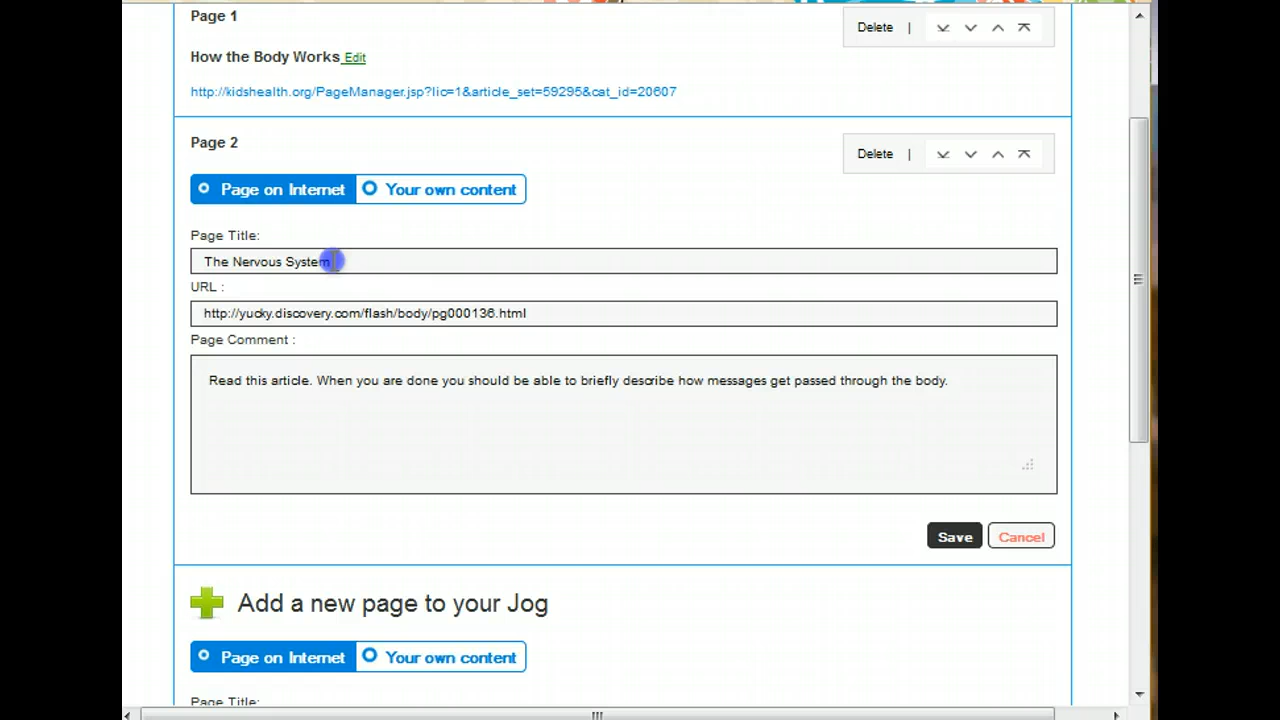 Page 1
Delete |
How the Body Works Edit
http://kidshealth.org/PageManager.jsp?lic=1&article_set=59295&cat_id=20607
Page 2
Delete |
Page on Internet Your own content
Page Title:
The Nervous System
URL :
http://yucky.discovery.com/flash/body/pg000136.html
Page Comment :
Read this article. When you are done you should be able to briefly describe how messages get passed through the body.
Save Cancel
Add a new page to your Jog
Page on Internet Your own content
Page Title: